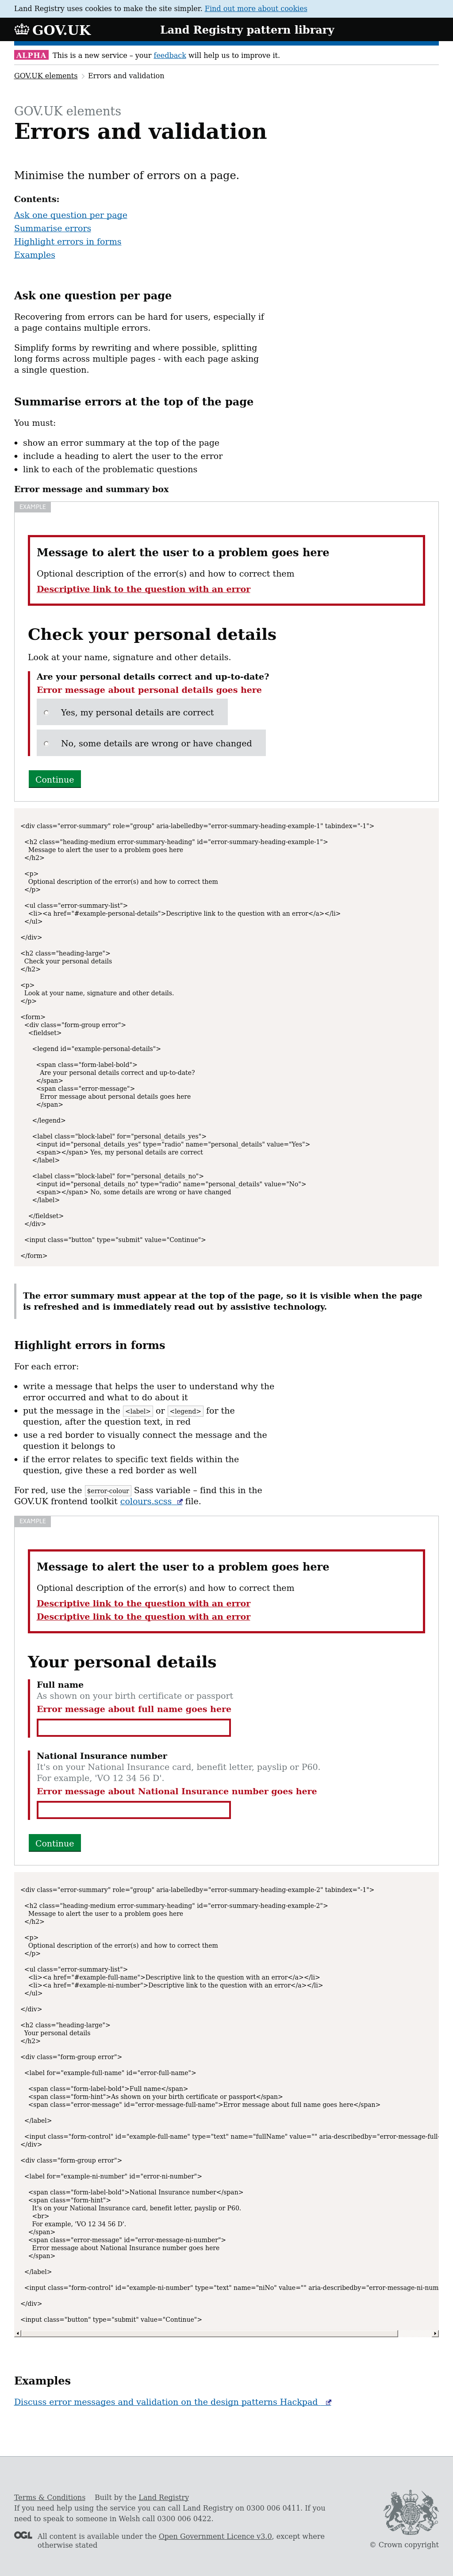 Land Registry uses cookies to make the site simpler. Find out more about cookies
GOV.UK
Land Registry pattern library
ALPHA This is a new service – your feedback will help us to improve it.
GOV.UK elements
Errors and validation
GOV.UK elements
Errors and validation
Minimise the number of errors on a page.
Contents:
Ask one question per page
Summarise errors
Highlight errors in forms
Examples
Ask one question per page
Recovering from errors can be hard for users, especially if
a page contains multiple errors.
Simplify forms by rewriting and where possible, splitting
long forms across multiple pages - with each page asking
a single question.
Summarise errors at the top of the page
You must:
• show an error summary at the top of the page
• include a heading to alert the user to the error
• link to each of the problematic questions
Error message and summary box
EXAMPLE
Message to alert the user to a problem goes here
Optional description of the error(s) and how to correct them
Descriptive link to the question with an error
Check your personal details
Look at your name, signature and other details.
Are your personal details correct and up-to-date?
Error message about personal details goes here
Yes, my personal details are correct
No, some details are wrong or have changed
Continue
<div class="error-summary" role="group" aria-labelledby="error-summary-heading-example-1" tabindex="-1">
<h2 class="heading-medium error-summary-heading" id="error-summary-heading-example-1">
Message to alert the user to a problem goes here
</h2>
<p>
Optional description of the error(s) and how to correct them
</p>
<ul class="error-summary-list">
<li><a href="#example-personal-details">Descriptive link to the question with an error</a></li>
</ul>
</div>
<h2 class="heading-large">
Check your personal details
</h2>
<p>
Look at your name, signature and other details.
</p>
<form>
<div class="form-group error">
<fieldset>
<legend id="example-personal-details">
<span class="form-label-bold">
Are your personal details correct and up-to-date?
</span>
<span class="error-message">
Error message about personal details goes here
</span>
</legend>
<label class="block-label" for="personal_details_yes">
<input id="personal_details_yes" type="radio" name="personal_details" value="Yes">
<span></span> Yes, my personal details are correct
</label>
<label class="block-label" for="personal_details_no">
<input id="personal_details_no" type="radio" name="personal_details" value="No">
<span></span> No, some details are wrong or have changed
</label>
</fieldset>
</div>
<input class="button" type="submit" value="Continue">
</form>
The error summary must appear at the top of the page, so it is visible when the page
is refreshed and is immediately read out by assistive technology.
Highlight errors in forms
For each error:
• write a message that helps the user to understand why the
error occurred and what to do about it
• put the message in the <label> or <legend> for the
question, after the question text, in red
• use a red border to visually connect the message and the
question it belongs to
• if the error relates to specific text fields within the
question, give these a red border as well
For red, use the $error-colour Sass variable – find this in the
GOV.UK frontend toolkit colours.scss file.
EXAMPLE
Message to alert the user to a problem goes here
Optional description of the error(s) and how to correct them
Descriptive link to the question with an error
Descriptive link to the question with an error
Your personal details
Full name
As shown on your birth certificate or passport
Error message about full name goes here
National Insurance number
It's on your National Insurance card, benefit letter, payslip or P60.
For example, 'VO 12 34 56 D'.
Error message about National Insurance number goes here
Continue
<div class="error-summary" role="group" aria-labelledby="error-summary-heading-example-2" tabindex="-1">
<h2 class="heading-medium error-summary-heading" id="error-summary-heading-example-2">
Message to alert the user to a problem goes here
</h2>
<p>
Optional description of the error(s) and how to correct them
</p>
<ul class="error-summary-list">
<li><a href="#example-full-name">Descriptive link to the question with an error</a></li>
<li><a href="#example-ni-number">Descriptive link to the question with an error</a></li>
</ul>
</div>
<h2 class="heading-large">
Your personal details
</h2>
<div class="form-group error">
<label for="example-full-name" id="error-full-name">
<span class="form-label-bold">Full name</span>
<span class="form-hint">As shown on your birth certificate or passport</span>
<span class="error-message" id="error-message-full-name">Error message about full name goes here</span>
</label>
<input class="form-control" id="example-full-name" type="text" name="fullName" value="" aria-describedby="error-message-full-
</div>
<div class="form-group error">
<label for="example-ni-number" id="error-ni-number">
<span class="form-label-bold">National Insurance number</span>
<span class="form-hint">
It's on your National Insurance card, benefit letter, payslip or P60.
<br>
For example, 'VO 12 34 56 D'.
</span>
<span class="error-message" id="error-message-ni-number">
Error message about National Insurance number goes here
</span>
</label>
<input class="form-control" id="example-ni-number" type="text" name="niNo" value="" aria-describedby="error-message-ni-num
</div>
<input class="button" type="submit" value="Continue">
Examples
Discuss error messages and validation on the design patterns Hackpad
Terms & Conditions Built by the Land Registry
If you need help using the service you can call Land Registry on 0300 006 0411. If you
need to speak to someone in Welsh call 0300 006 0422.
OGL All content is available under the Open Government Licence v3.0, except where
otherwise stated
© Crown copyright